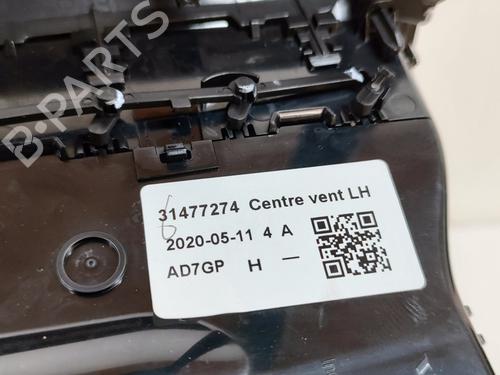 B-PARTS
31477274 Centre vent LH
2020-05-11 4 A
AD7GP H —